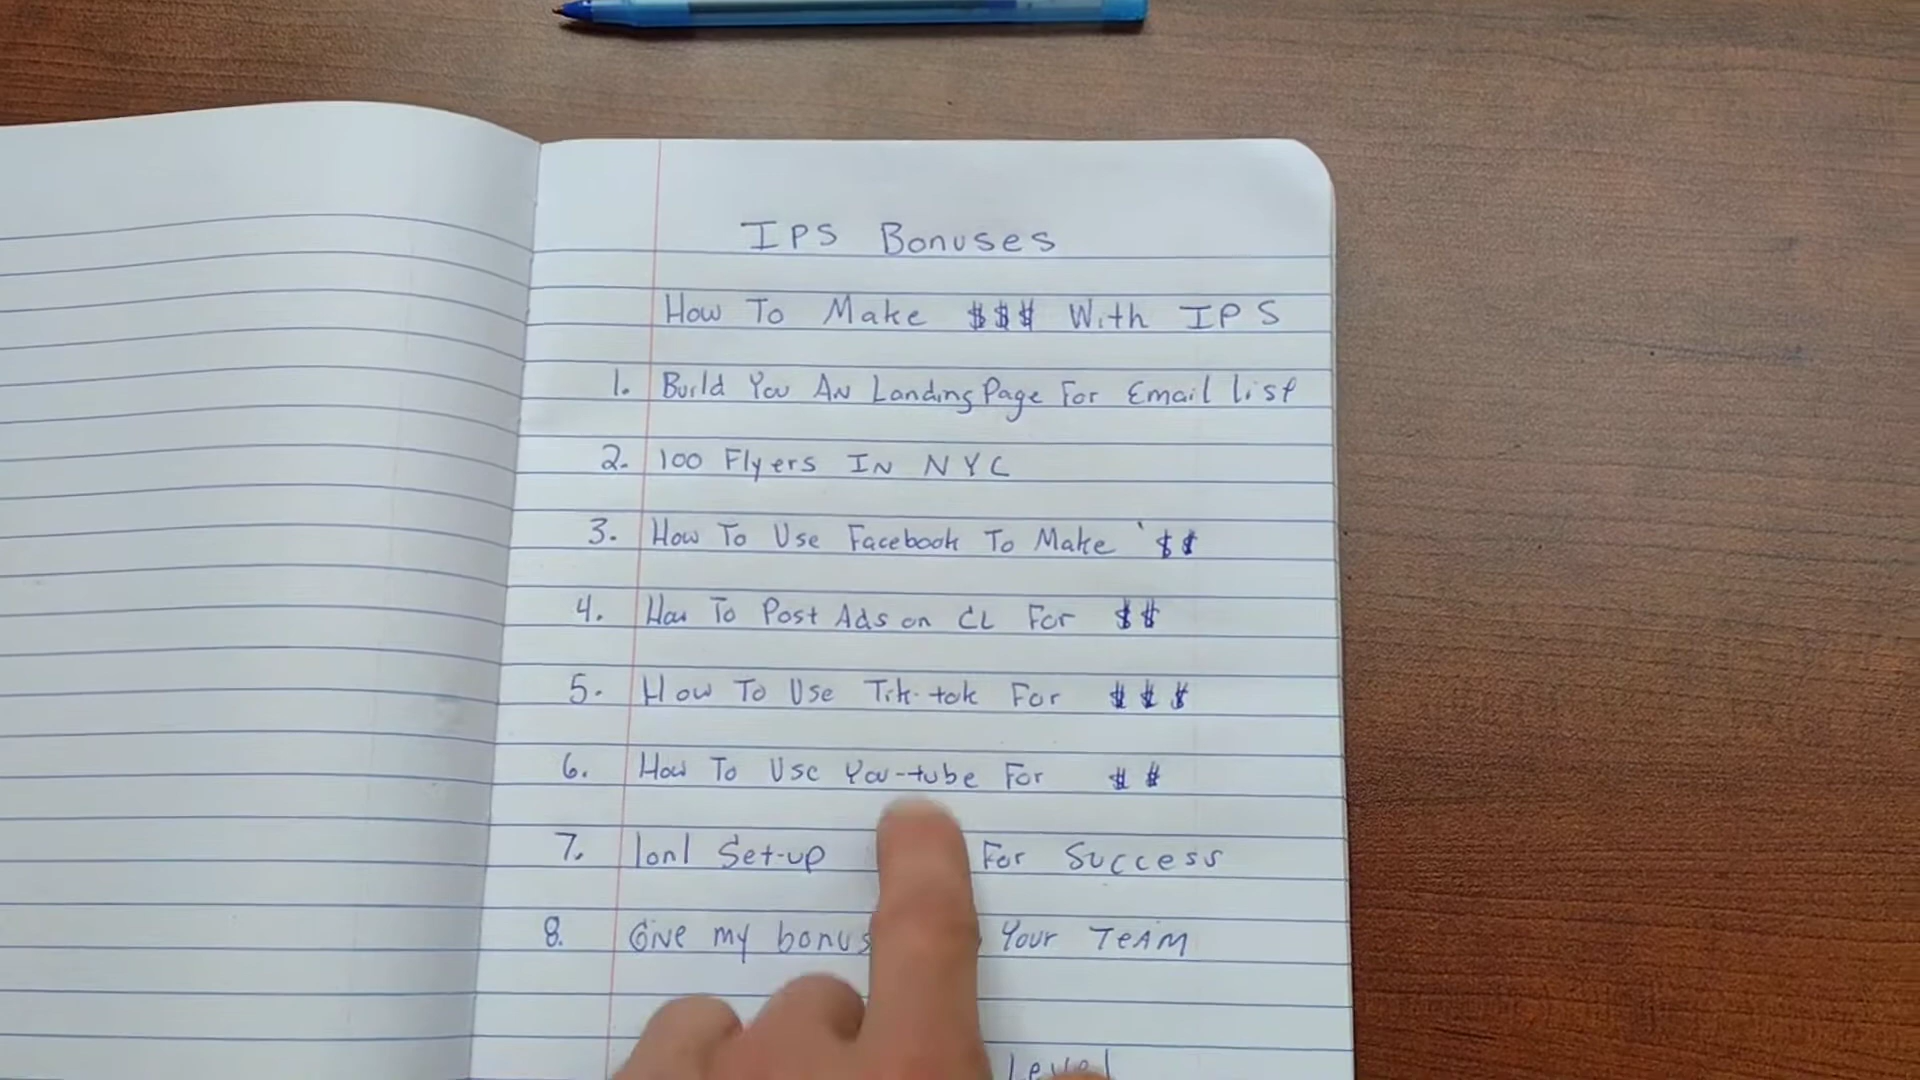 IPS Bonuses
How To Make $$$ With IPS
1. Build You AN Landing Page For Email list
2. 100 Flyers IN NYC
3. How To Use Facebook To Make $$
4. How To Post Ads on CL For $$
5. How To Use Tik-tok For $$$
6. How To Use You-tube For $$
7. 1on1 Set-up For Success
8. Give my bonus Your TEAM
Level